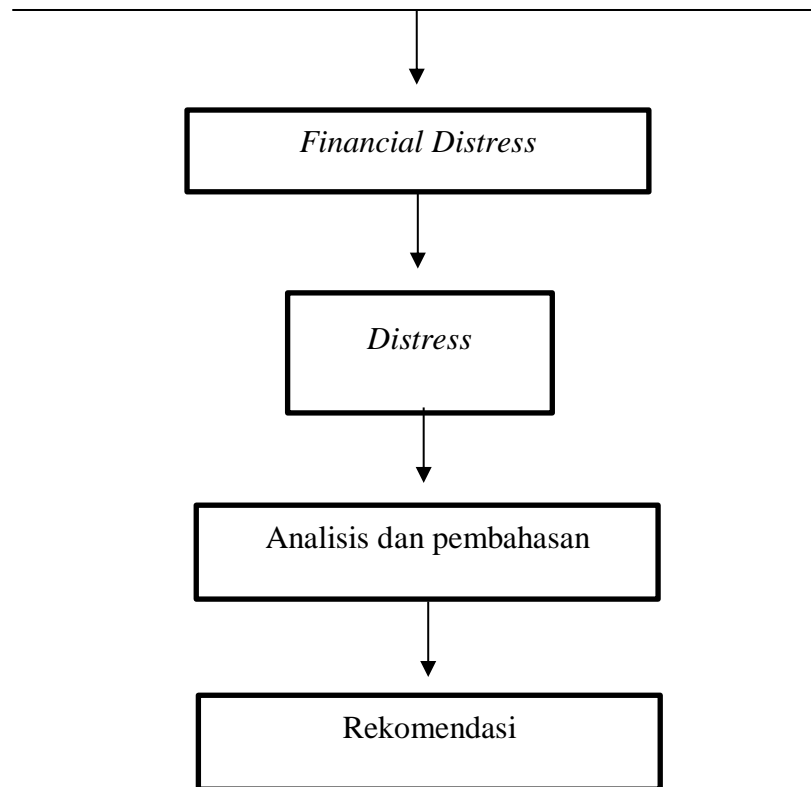 Financial Distress
Distress
Analisis dan pembahasan
Rekomendasi